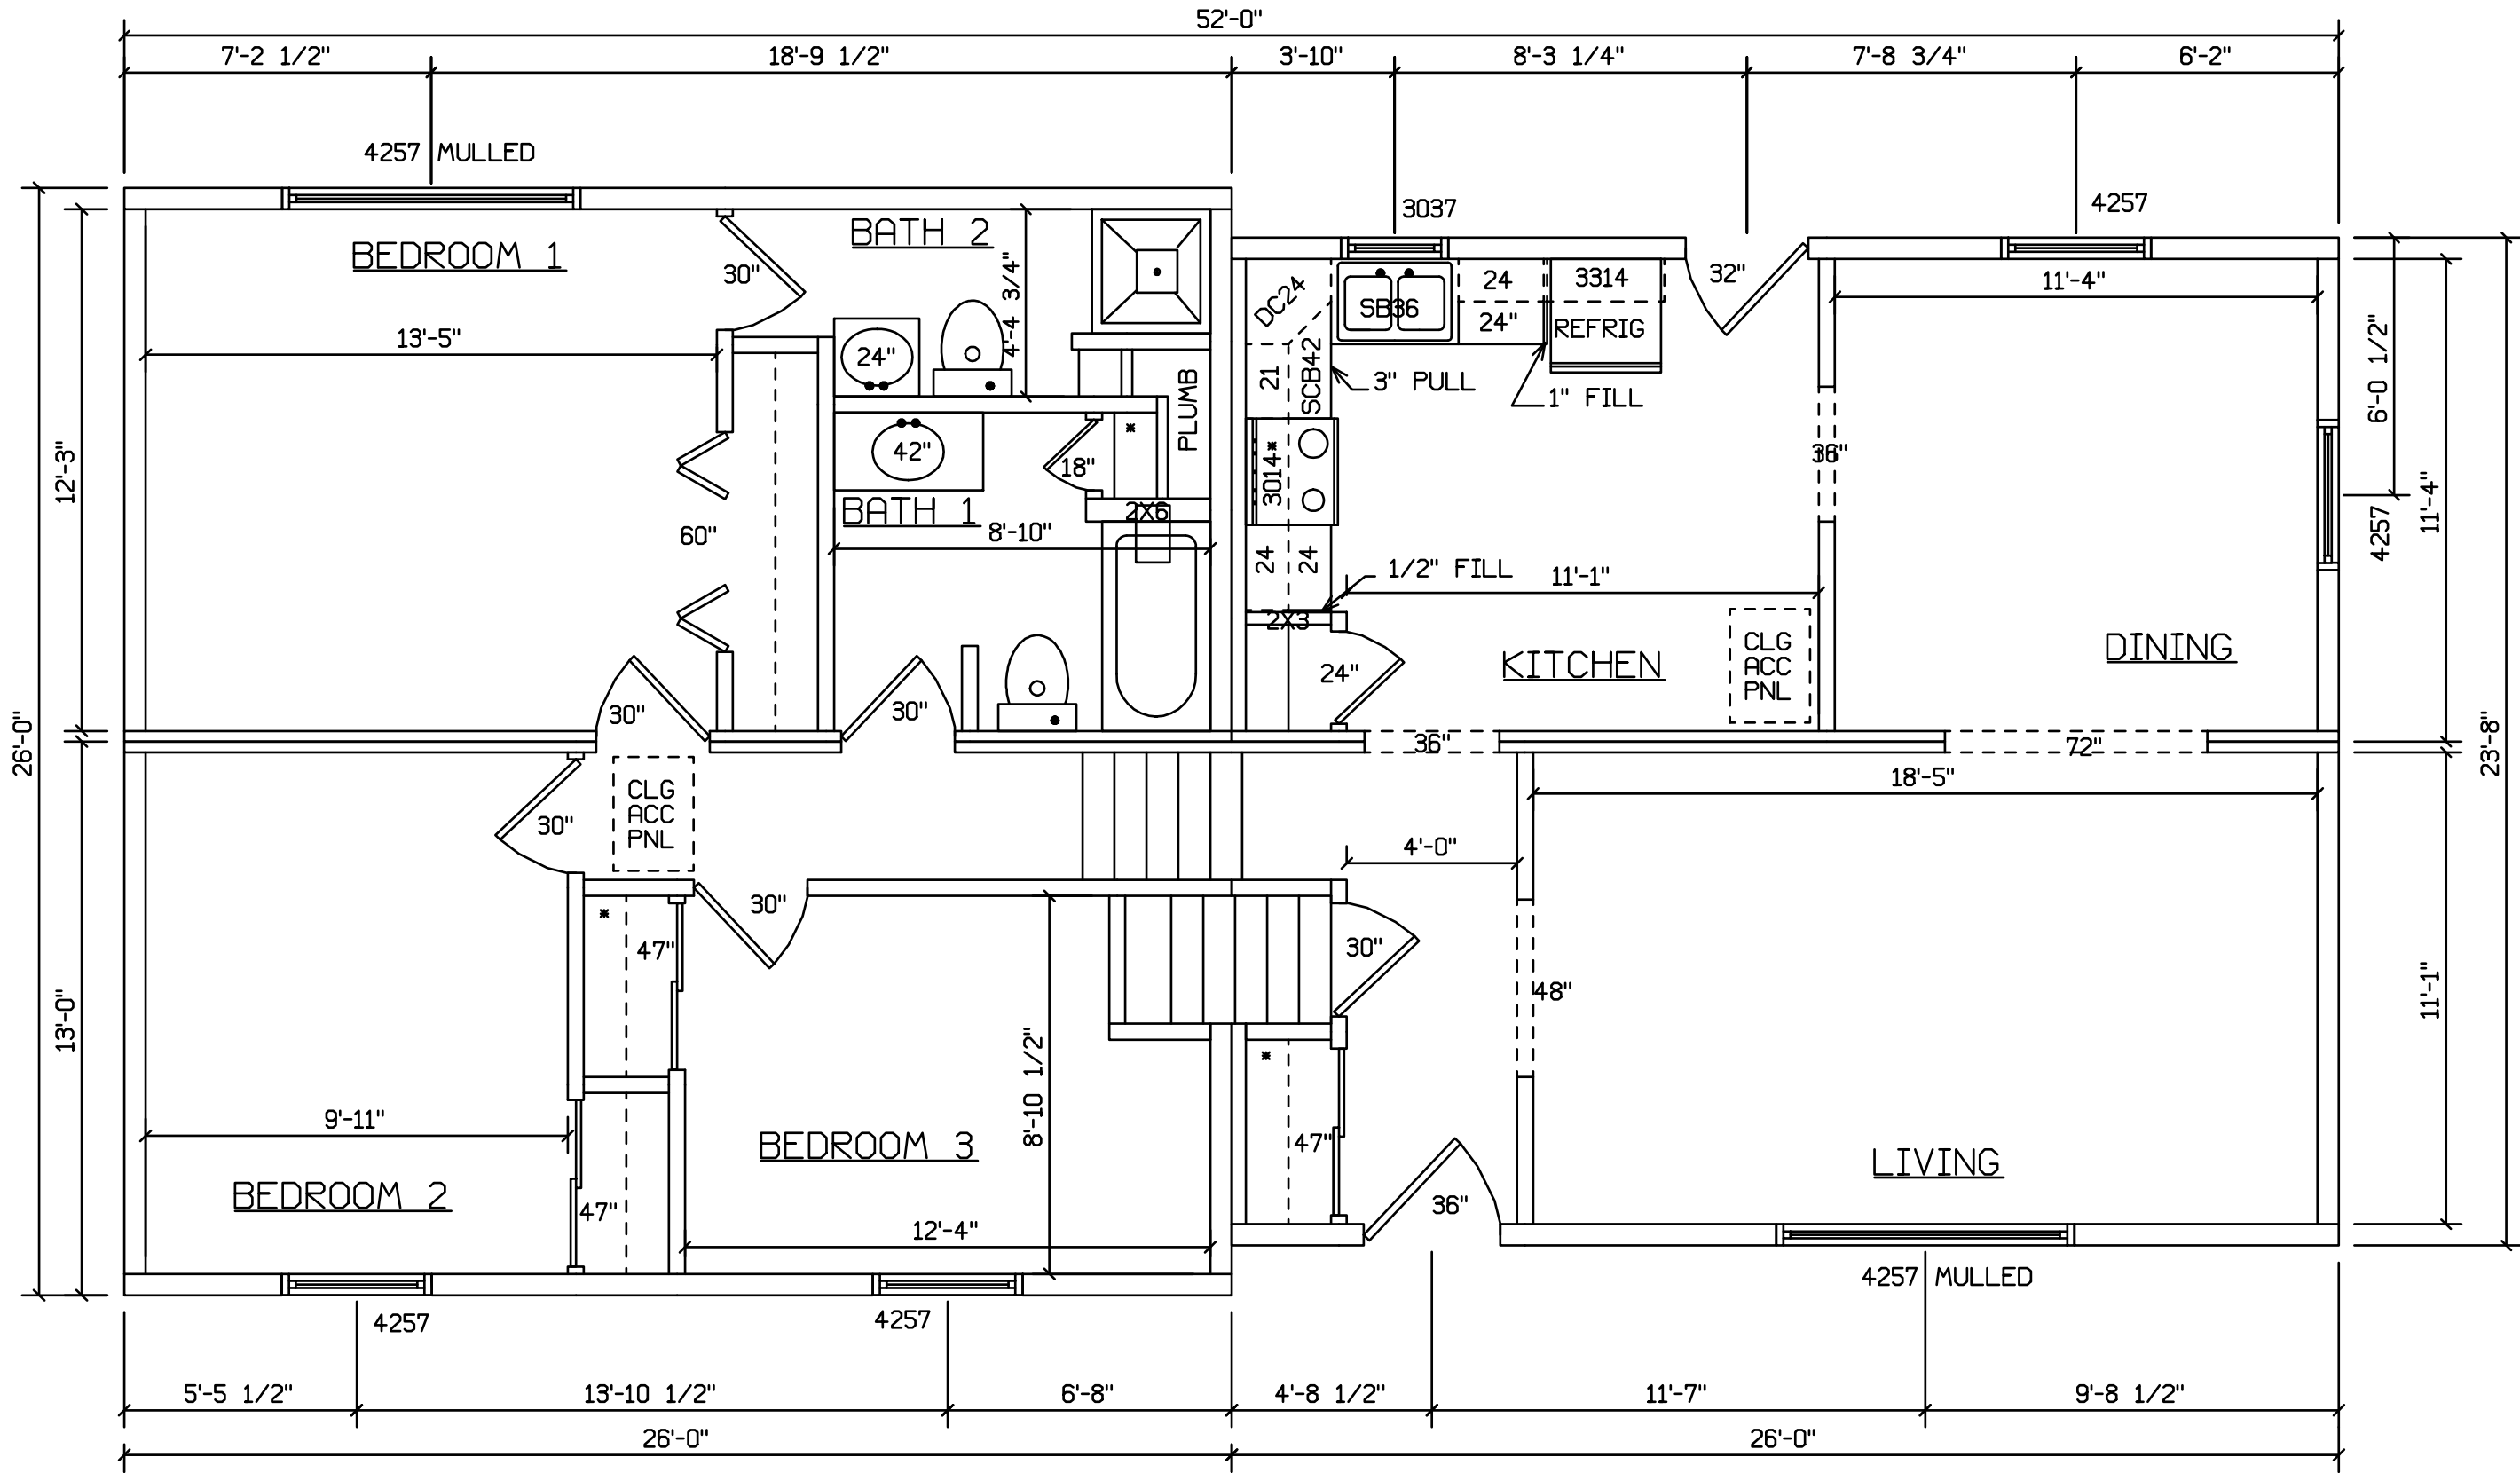 52'-0"
7'-2 1/2"
18'-9 1/2"
3'-10"
8'-3 1/4"
7'-8 3/4"
6'-2"
4257 MULLED
3037
4257
BEDROOM 1
BATH 2
30"
4'-4 3/4"
DC24
SB36
24
24"
3314
REFRIG
32"
11'-4"
13'-5"
24"
PLUMB
21
SCB42
3" PULL
1" FILL
6'-0 1/2"
12'-3"
42"
18"
*
3014*
36"
11'-4"
4257
60"
BATH 1
2X6
8'-10"
24
24
1/2" FILL
11'-1"
2X3
24"
KITCHEN
CLG
ACC
PNL
DINING
30"
30"
26'-0"
36"
72"
23'-8"
18'-5"
CLG
ACC
PNL
30"
4'-0"
30"
*
47"
30"
48"
13'-0"
11'-1"
8'-10 1/2"
*
9'-11"
BEDROOM 3
47"
LIVING
BEDROOM 2
47"
36"
12'-4"
4257 MULLED
4257
4257
5'-5 1/2"
13'-10 1/2"
6'-8"
4'-8 1/2"
11'-7"
9'-8 1/2"
26'-0"
26'-0"